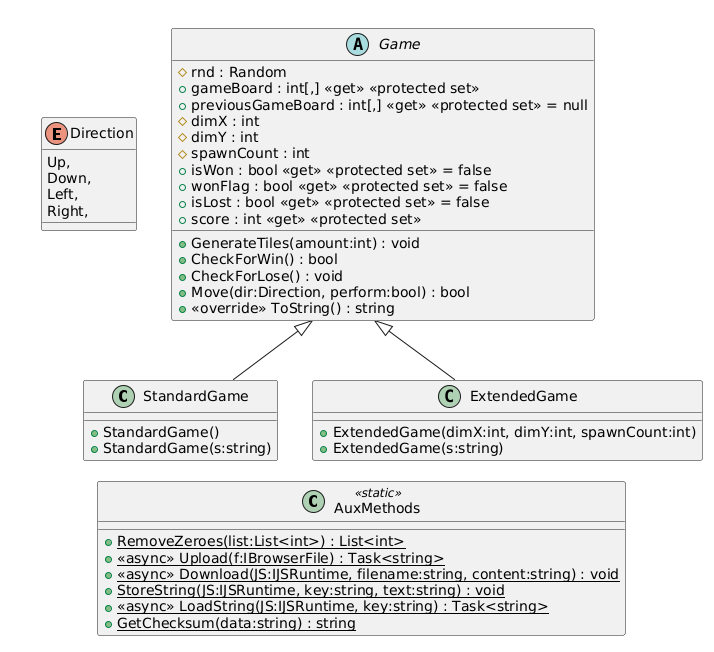 A Game
rnd : Random
gameBoard : int[,] «get» «protected set»
previousGameBoard : int[,] «get» «protected set» = null
dimX : int
dimY : int
spawnCount : int
isWon : bool «get» «protected set» = false
wonFlag : bool «get» «protected set» = false
isLost : bool «get» «protected set» = false
score : int «get» «protected set»
GenerateTiles(amount:int) : void
CheckForWin() : bool
CheckForLose() : void
Move(dir:Direction, perform:bool) : bool
«override» ToString() : string
E Direction
Up,
Down,
Left,
Right,
C StandardGame
StandardGame()
StandardGame(s:string)
C ExtendedGame
ExtendedGame(dimX:int, dimY:int, spawnCount:int)
ExtendedGame(s:string)
«static»
C AuxMethods
RemoveZeroes(list:List<int>) : List<int>
«async» Upload(f:IBrowserFile) : Task<string>
«async» Download(JS:IJSRuntime, filename:string, content:string) : void
StoreString(JS:IJSRuntime, key:string, text:string) : void
«async» LoadString(JS:IJSRuntime, key:string) : Task<string>
GetChecksum(data:string) : string